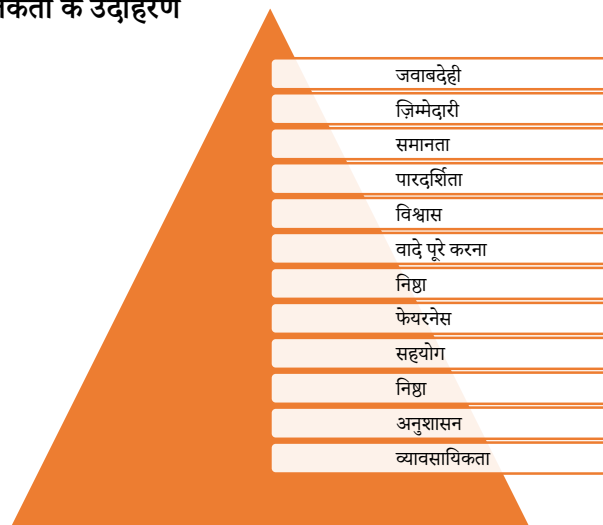 के उदाहरण
जवाबदेही
ज़िम्मेदारी
समानता
पारदर्शिता
विश्वास
वादे पूरे करना
निष्ठा
फेयरनेस
सहयोग
निष्ठा
अनुशासन
व्यावसायिकता